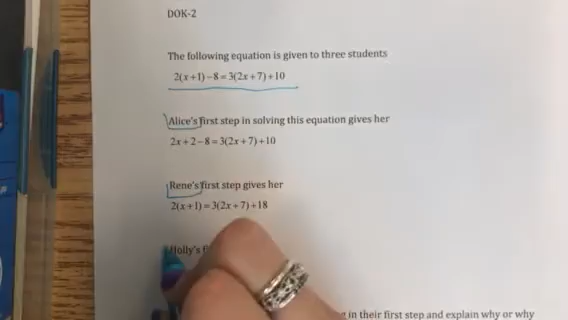 DOK-2
The following equation is given to three students
2(x+1)−8=3(2x+7)+10
Alice's first step in solving this equation gives her
2x+2−8=3(2x+7)+10
Rene's first step gives her
2(x+1)=3(2x+7)+18
Holly's
in their first step and explain why or why